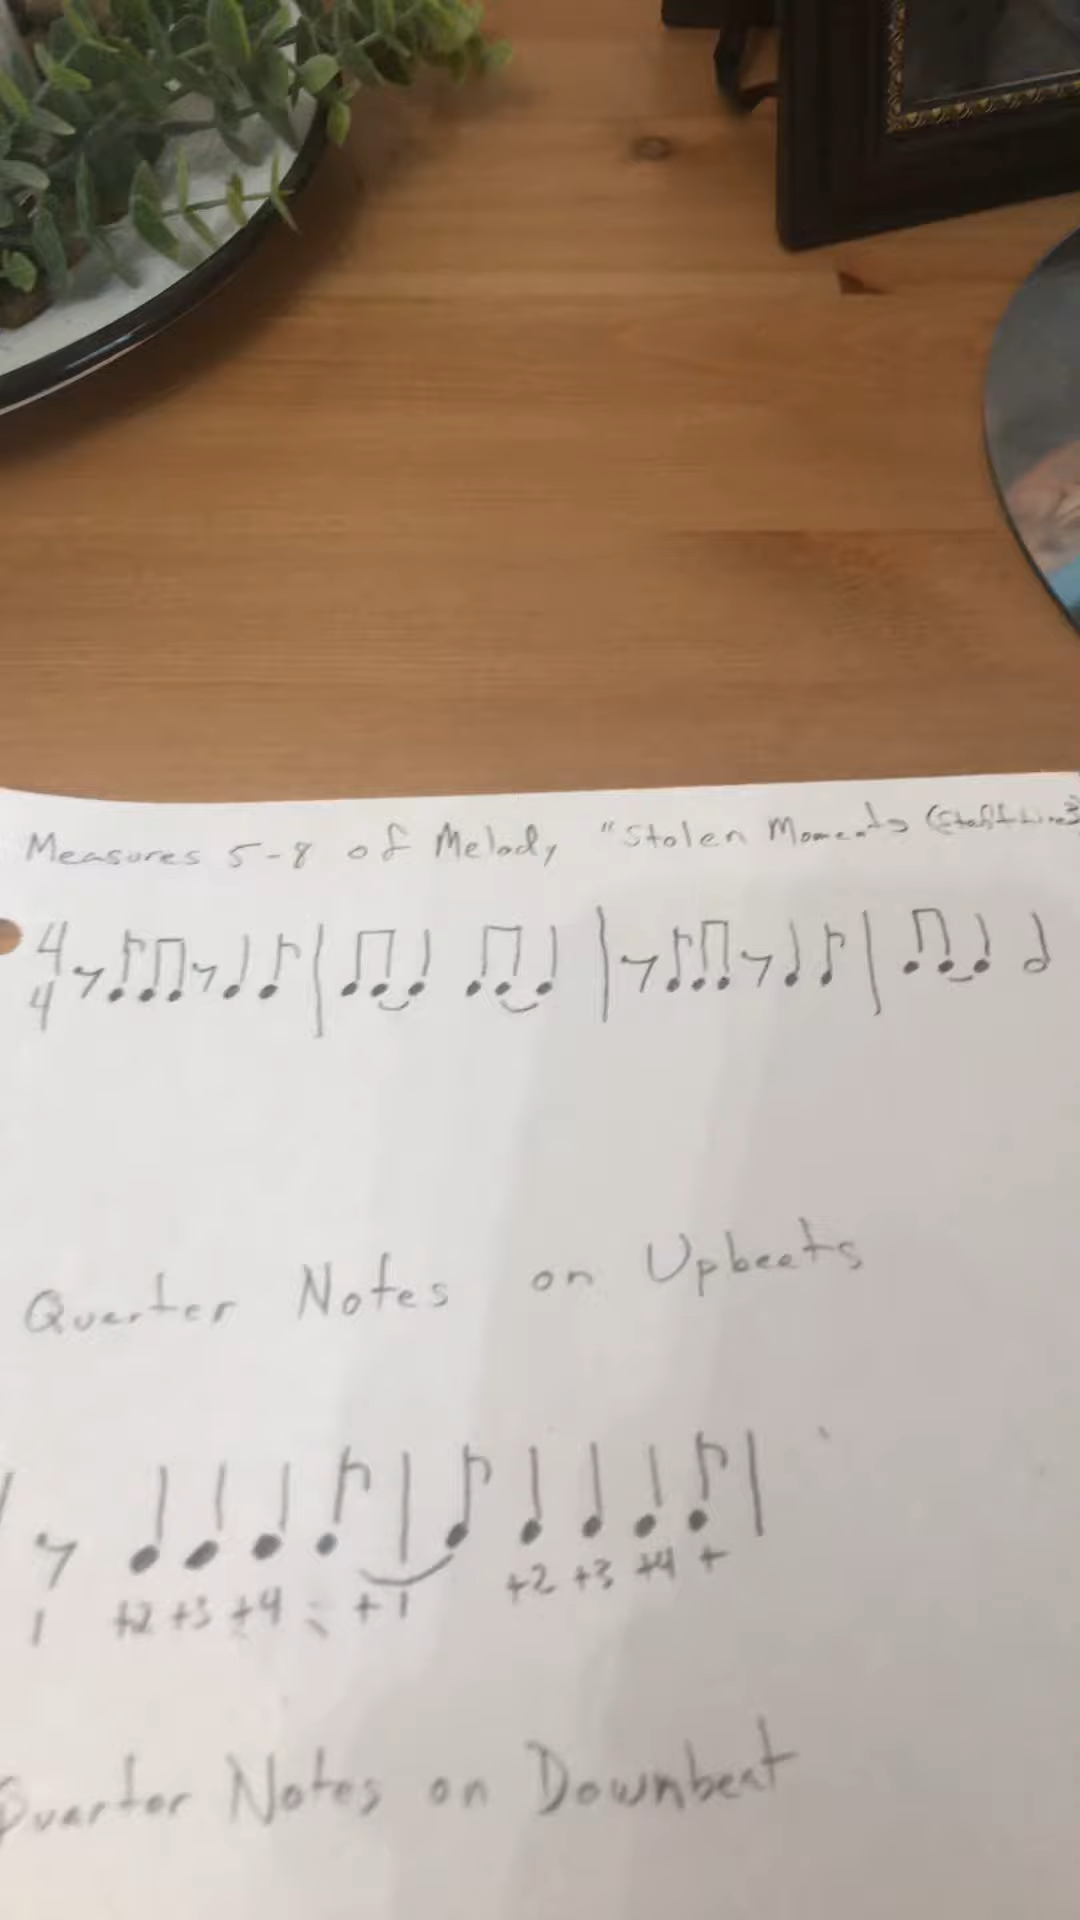 Measures 5-8 of Melody "Stolen Moments
4
4
Quarter Notes on Upbeats
1 +2 +3 +4 + 1 +2 +3 +4 +
Quarter Notes on Downbeat